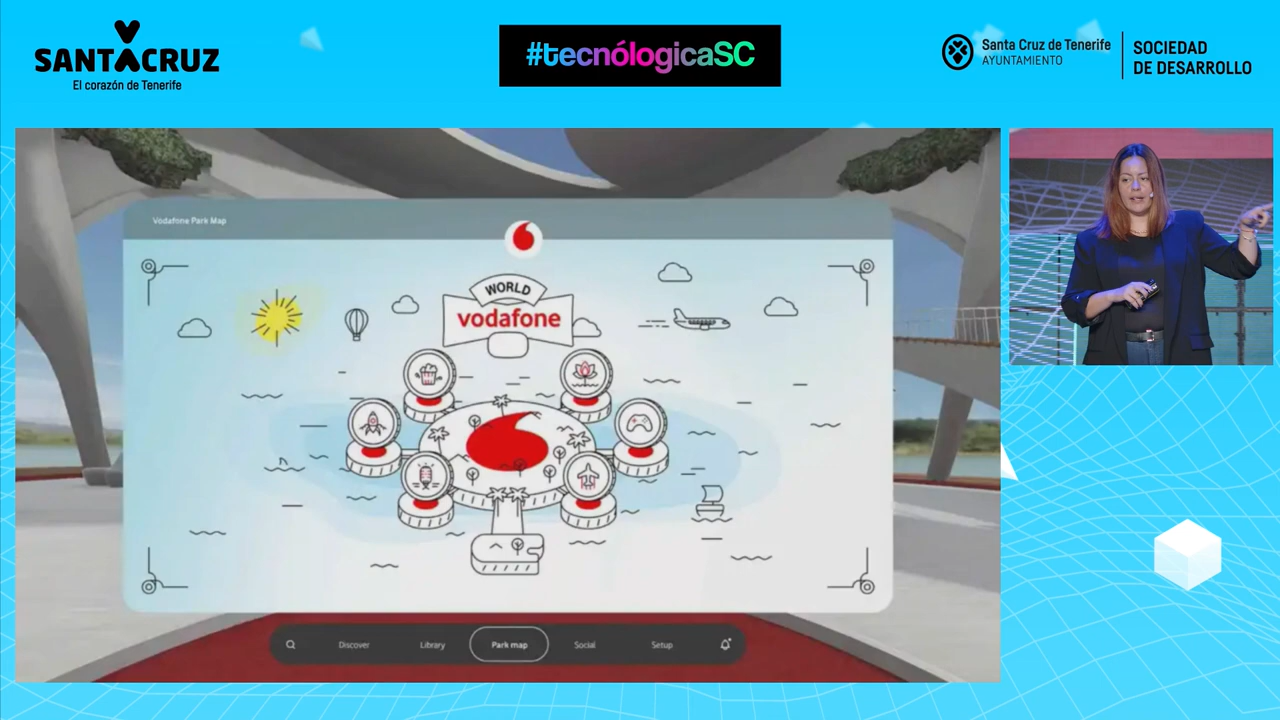 SANTACRUZ
El corazón de Tenerife
#tecnólogicaSC
Santa Cruz de Tenerife
AYUNTAMIENTO
SOCIEDAD
DE DESARROLLO
Vodafone Park Map
WORLD
vodafone
Discover
Library
Park map
Social
Setup